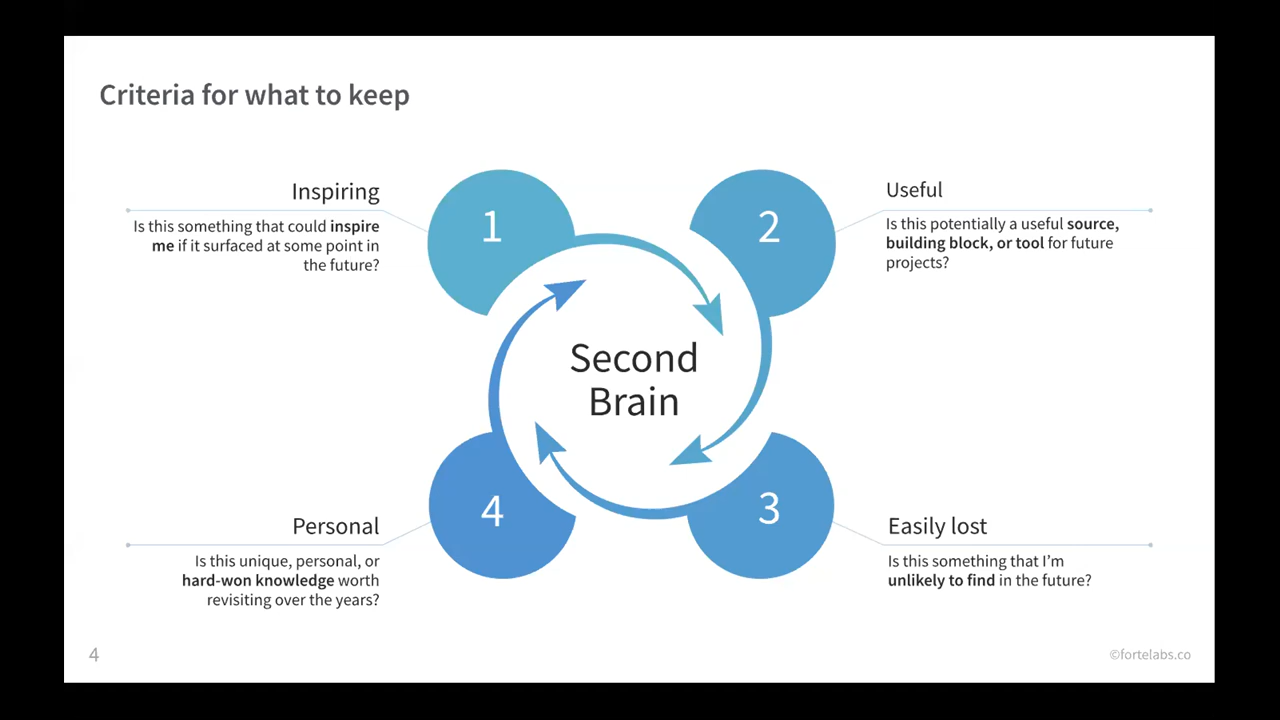 Criteria for what to keep
Inspiring
Is this something that could inspire
me if it surfaced at some point in
the future?
1
2
Useful
Is this potentially a useful source,
building block, or tool for future
projects?
Second
Brain
Personal
Is this unique, personal, or
hard-won knowledge worth
revisiting over the years?
4
3
Easily lost
Is this something that I’m
unlikely to find in the future?
4
©fortelabs.co